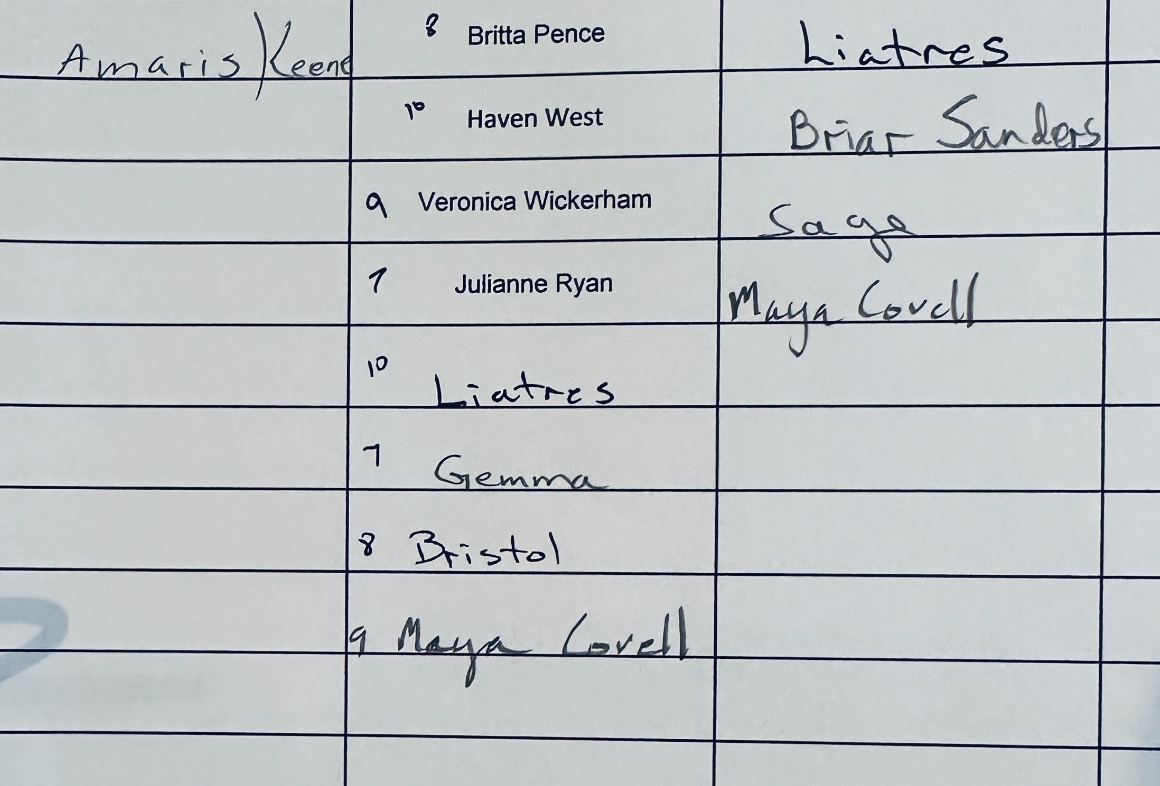 Amaris Keene 8 Britta Pence Liatres
10 Haven West Briar Sanders
9 Veronica Wickerham Sage
7 Julianne Ryan Maya Covell
10 Liatres
7 Gemma
8 Bristol
9 Maya Covell